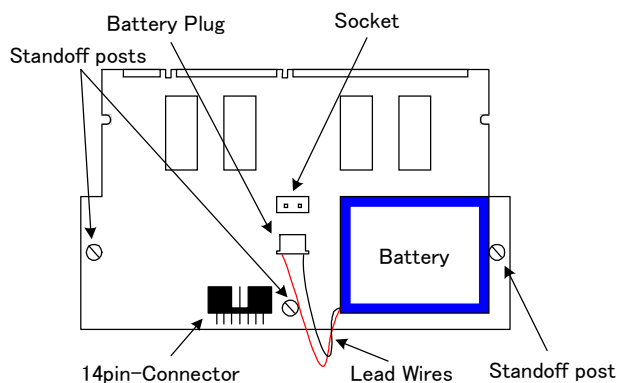 Battery Plug
Socket
Standoff posts
Battery
14pin-Connector
Lead Wires
Standoff post